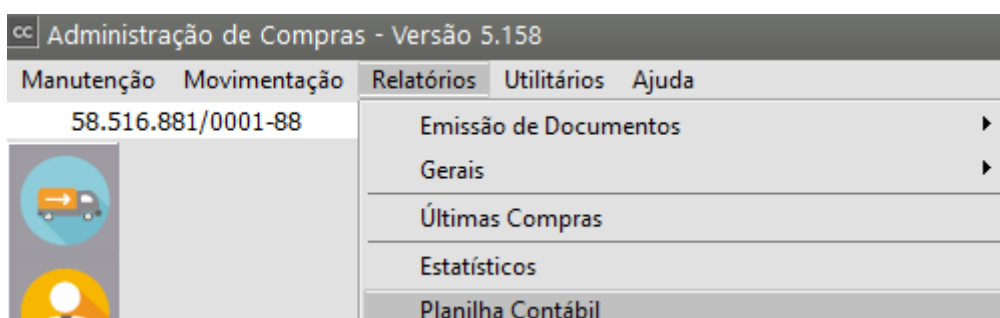 cc Administração de Compras - Versão 5.158
Manutenção Movimentação Relatórios Utilitários Ajuda
58.516.881/0001-88
Emissão de Documentos
Gerais
Últimas Compras
Estatísticos
Planilha Contábil